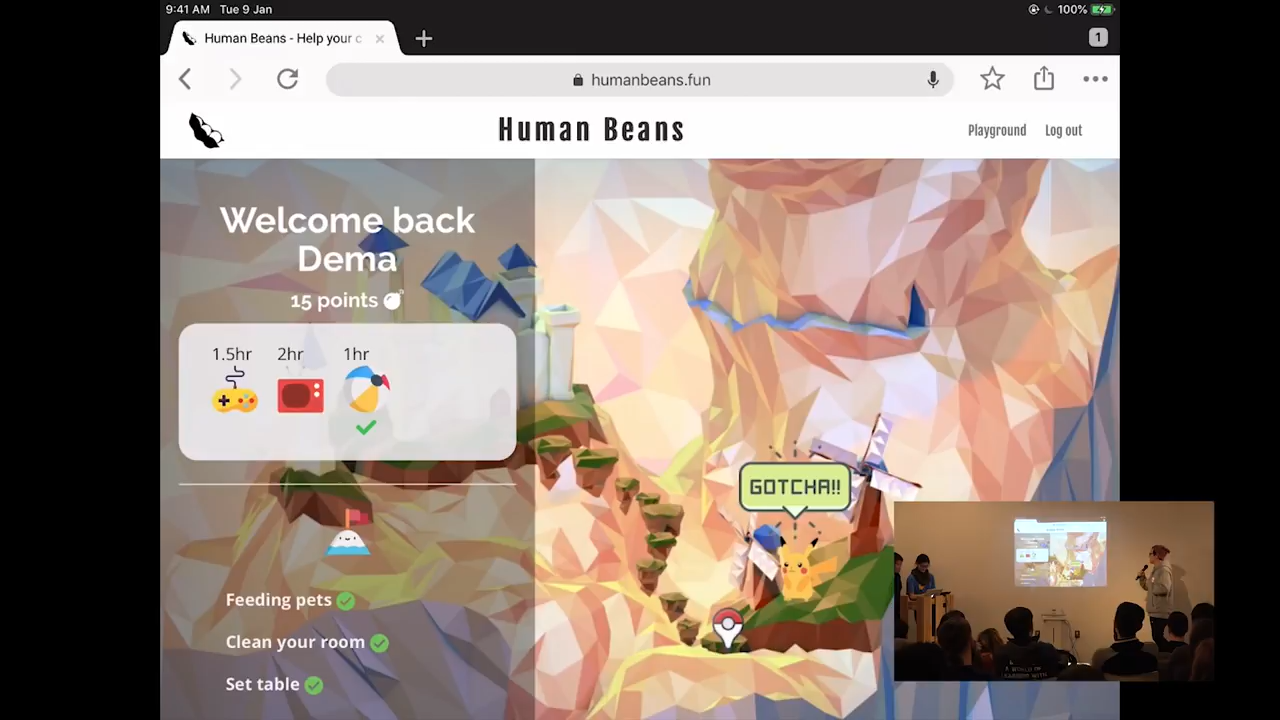 9:41 AM Tue 9 Jan
100%
Human Beans - Help your c
1
humanbeans.fun
Human Beans
Playground
Log out
Welcome back
Dema
15 points
1.5hr 2hr 1hr
GOTCHA!!
Feeding pets
Clean your room
Set table